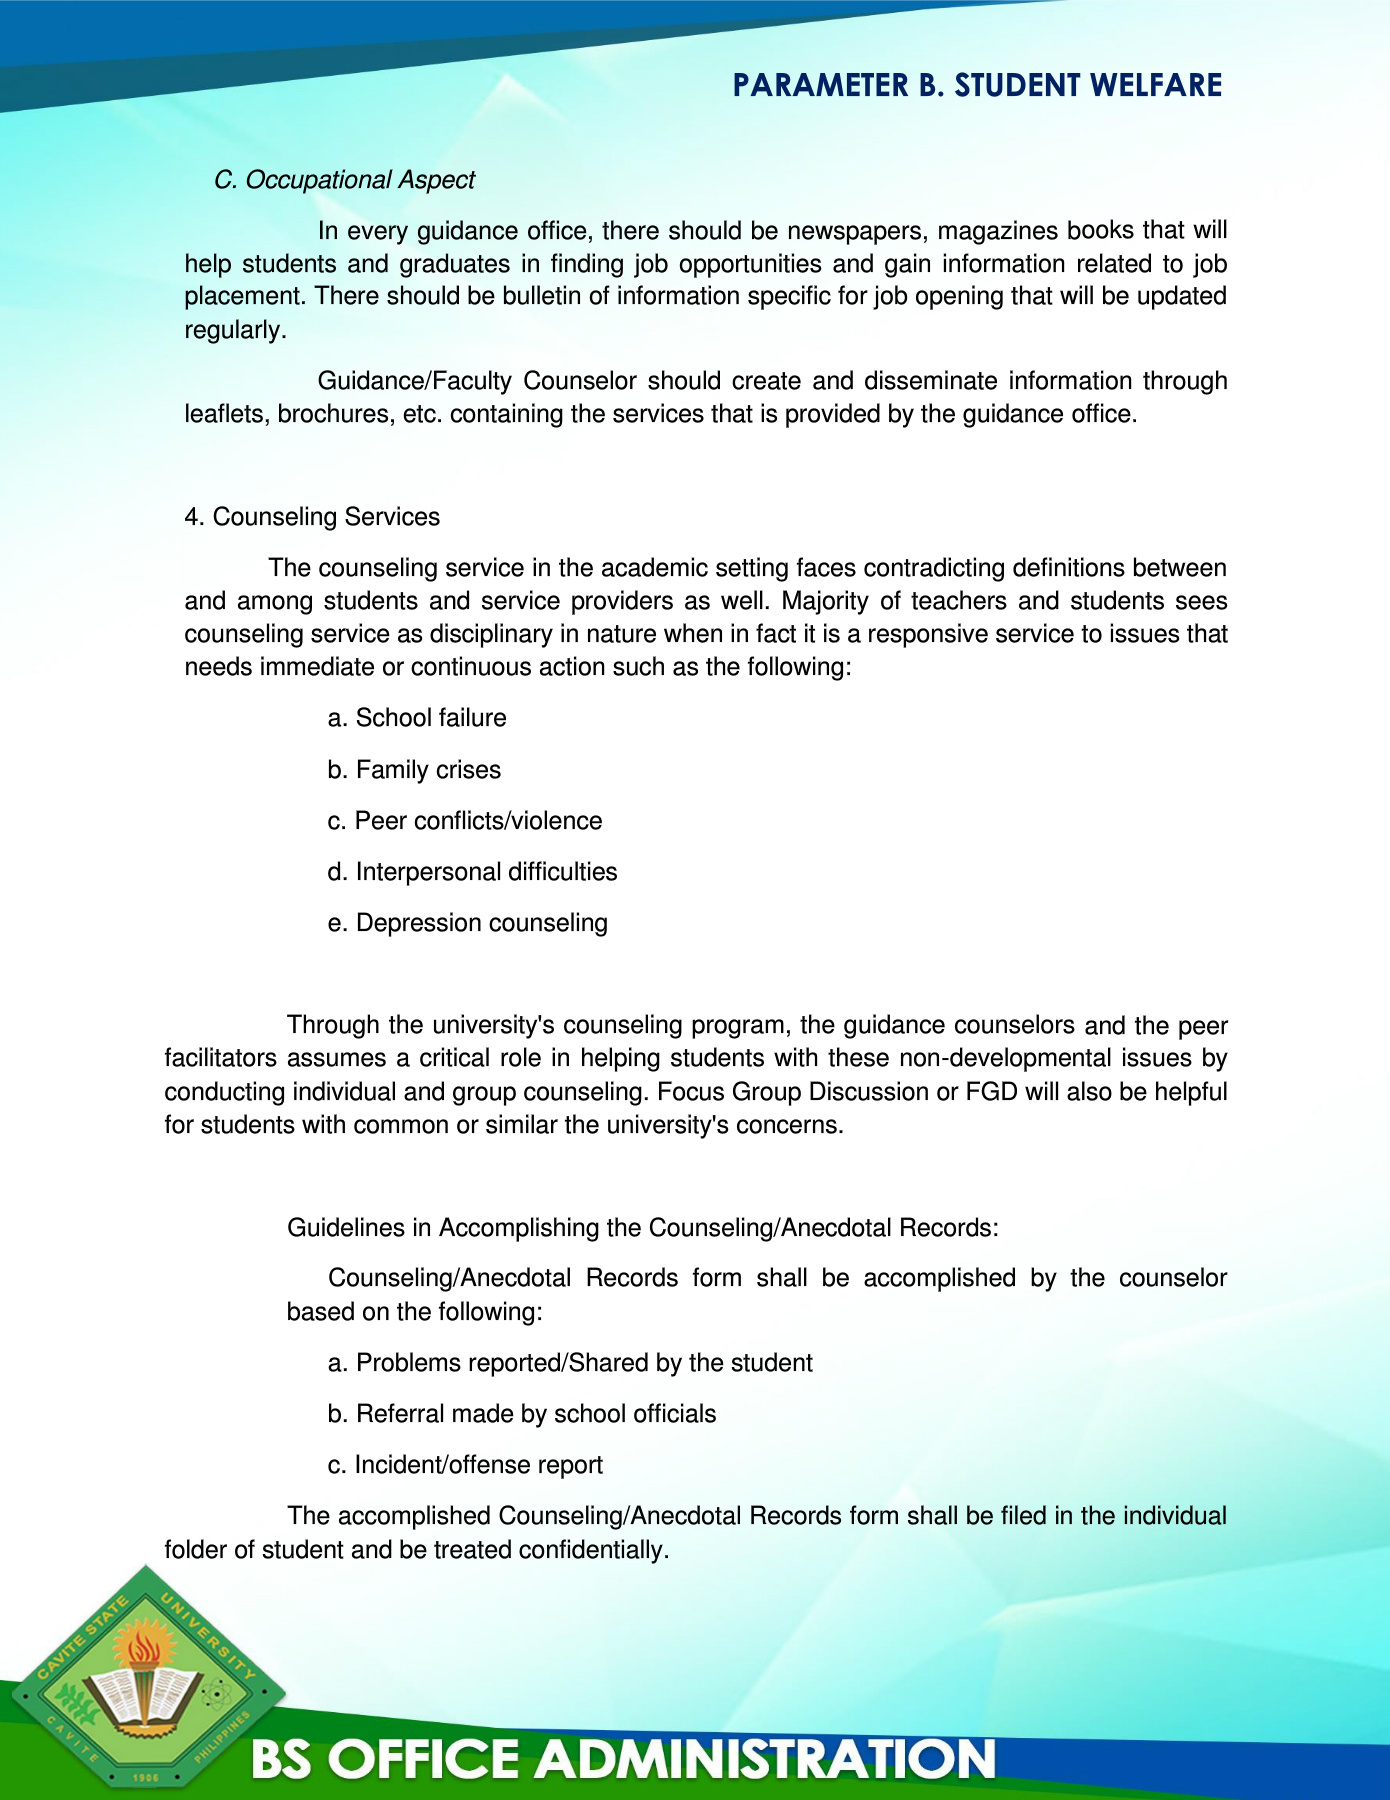 PARAMETER B. STUDENT WELFARE
C. Occupational Aspect
In every guidance office, there should be newspapers, magazines books that will
help students and graduates in finding job opportunities and gain information related to job
placement. There should be bulletin of information specific for job opening that will be updated
regularly.
Guidance/Faculty Counselor should create and disseminate information through
leaflets, brochures, etc. containing the services that is provided by the guidance office.
4. Counseling Services
The counseling service in the academic setting faces contradicting definitions between
and among students and service providers as well. Majority of teachers and students sees
counseling service as disciplinary in nature when in fact it is a responsive service to issues that
needs immediate or continuous action such as the following:
a. School failure
b. Family crises
c. Peer conflicts/violence
d. Interpersonal difficulties
e. Depression counseling
Through the university's counseling program, the guidance counselors and the peer
facilitators assumes a critical role in helping students with these non-developmental issues by
conducting individual and group counseling. Focus Group Discussion or FGD will also be helpful
for students with common or similar the university's concerns.
Guidelines in Accomplishing the Counseling/Anecdotal Records:
Counseling/Anecdotal Records form shall be accomplished by the counselor
based on the following:
a. Problems reported/Shared by the student
b. Referral made by school officials
c. Incident/offense report
The accomplished Counseling/Anecdotal Records form shall be filed in the individual
folder of student and be treated confidentially.
CAVITE STATE UNIVERSITY
CAVITE PHILIPPINES
1906
BS OFFICE ADMINISTRATION